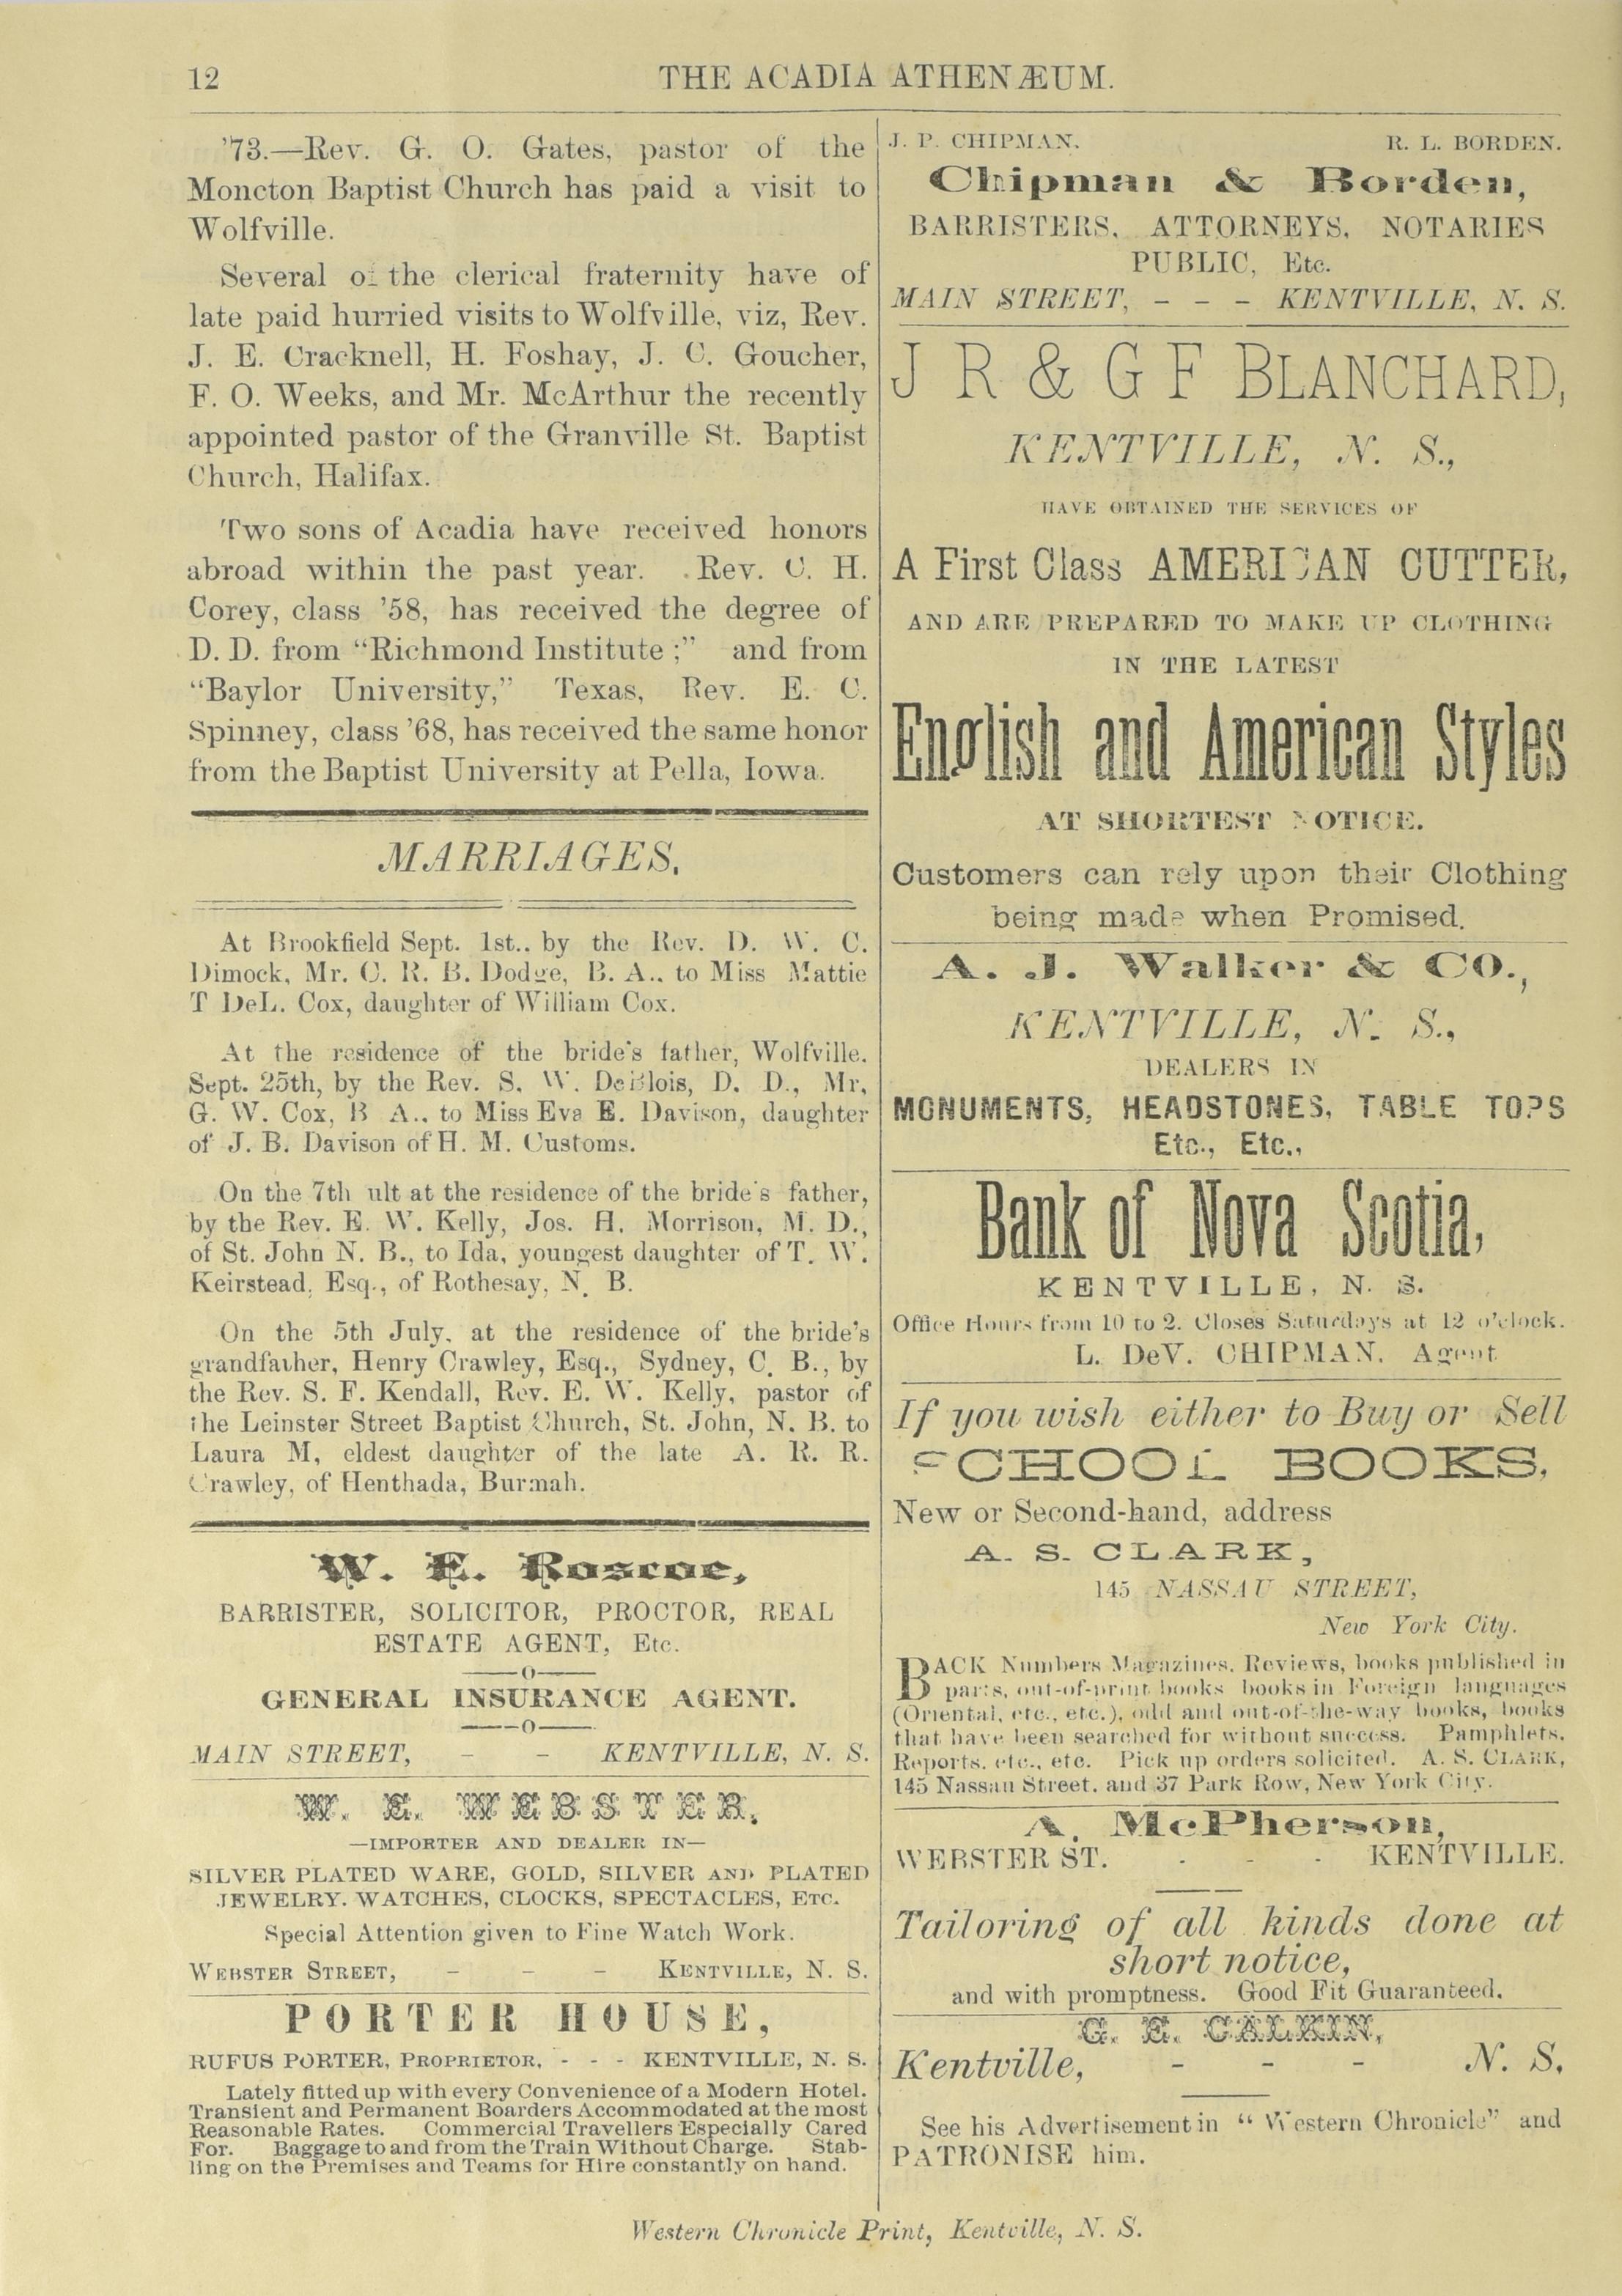 12
THE ACADIA ATHENÆUM.
'73.—Rev. G. O. Gates, pastor of the
Moncton Baptist Church has paid a visit to
Wolfville.
Several of the clerical fraternity have of
late paid hurried visits to Wolfville, viz, Rev.
J. E. Cracknell, H. Foshay, J. C. Goucher,
F. O. Weeks, and Mr. McArthur the recently
appointed pastor of the Granville St. Baptist
Church, Halifax.
Two sons of Acadia have received honors
abroad within the past year. Rev. C. H.
Corey, class '58, has received the degree of
D. D. from "Richmond Institute;" and from
"Baylor University," Texas, Rev. E. C.
Spinney, class '68, has received the same honor
from the Baptist University at Pella, Iowa.
MARRIAGES.
At Brookfield Sept. 1st.. by the Rev. D. W. C.
Dimock, Mr. C. R. B. Dodge, B. A., to Miss Mattie
T DeL. Cox, daughter of William Cox.
At the residence of the bride's father, Wolfville.
Sept. 25th, by the Rev. S. W. DeBlois, D. D., Mr,
G. W. Cox, B A., to Miss Eva E. Davison, daughter
of J. B. Davison of H. M. Customs.
On the 7th ult at the residence of the bride's father,
by the Rev. E. W. Kelly, Jos. H. Morrison, M. D.,
of St. John N. B., to Ida, youngest daughter of T. W.
Keirstead, Esq., of Rothesay, N. B.
On the 5th July, at the residence of the bride's
grandfather, Henry Crawley, Esq., Sydney, C. B., by
the Rev. S. F. Kendall, Rev. E. W. Kelly, pastor of
the Leinster Street Baptist Church, St. John, N. B. to
Laura M, eldest daughter of the late A. R. R.
Crawley, of Henthada, Burmah.
W. E. Roscoe,
BARRISTER, SOLICITOR, PROCTOR, REAL
ESTATE AGENT, Etc.
——o——
GENERAL INSURANCE AGENT.
——o——
MAIN STREET, - - KENTVILLE, N. S.
W. E. WEBSTER,
—IMPORTER AND DEALER IN—
SILVER PLATED WARE, GOLD, SILVER AND PLATED
JEWELRY. WATCHES, CLOCKS, SPECTACLES, ETC.
Special Attention given to Fine Watch Work.
WEBSTER STREET, - - - KENTVILLE, N. S.
PORTER HOUSE,
RUFUS PORTER, PROPRIETOR, - - - KENTVILLE, N. S.
Lately fitted up with every Convenience of a Modern Hotel.
Transient and Permanent Boarders Accommodated at the most
Reasonable Rates. Commercial Travellers Especially Cared
For. Baggage to and from the Train Without Charge. Stab-
ling on the Premises and Teams for Hire constantly on hand.
J. P. CHIPMAN. R. L. BORDEN.
Chipman & Borden,
BARRISTERS, ATTORNEYS, NOTARIES
PUBLIC, Etc.
MAIN STREET, - - - KENTVILLE, N. S.
J R & G F BLANCHARD,
KENTVILLE, N. S.,
HAVE OBTAINED THE SERVICES OF
A First Class AMERICAN CUTTER,
AND ARE PREPARED TO MAKE UP CLOTHING
IN THE LATEST
English and American Styles
AT SHORTEST NOTICE.
Customers can rely upon their Clothing
being made when Promised.
A. J. Walker & CO.,
KENTVILLE, N. S.,
DEALERS IN
MONUMENTS, HEADSTONES, TABLE TOPS
Etc., Etc.,
Bank of Nova Scotia,
KENTVILLE, N. S.
Office Hours from 10 to 2. Closes Saturdays at 12 o'clock.
L. DeV. CHIPMAN. Agent
If you wish either to Buy or Sell
SCHOOL BOOKS,
New or Second-hand, address
A. S. CLARK,
145 NASSAU STREET,
New York City.
BACK Numbers Magazines, Reviews, books published in
parts, out-of-print books books in Foreign languages
(Oriental, etc., etc.), odd and out-of-the-way books, books
that have been searched for without success. Pamphlets,
Reports, etc., etc. Pick up orders solicited. A. S. CLARK,
145 Nassau Street, and 37 Park Row, New York City.
A. McPherson,
WEBSTER ST. - - - KENTVILLE.
Tailoring of all kinds done at
short notice,
and with promptness. Good Fit Guaranteed.
G. E. CALKIN,
Kentville, - - - N. S,
See his Advertisement in "Western Chronicle" and
PATRONISE him.
Western Chronicle Print, Kentville, N. S.